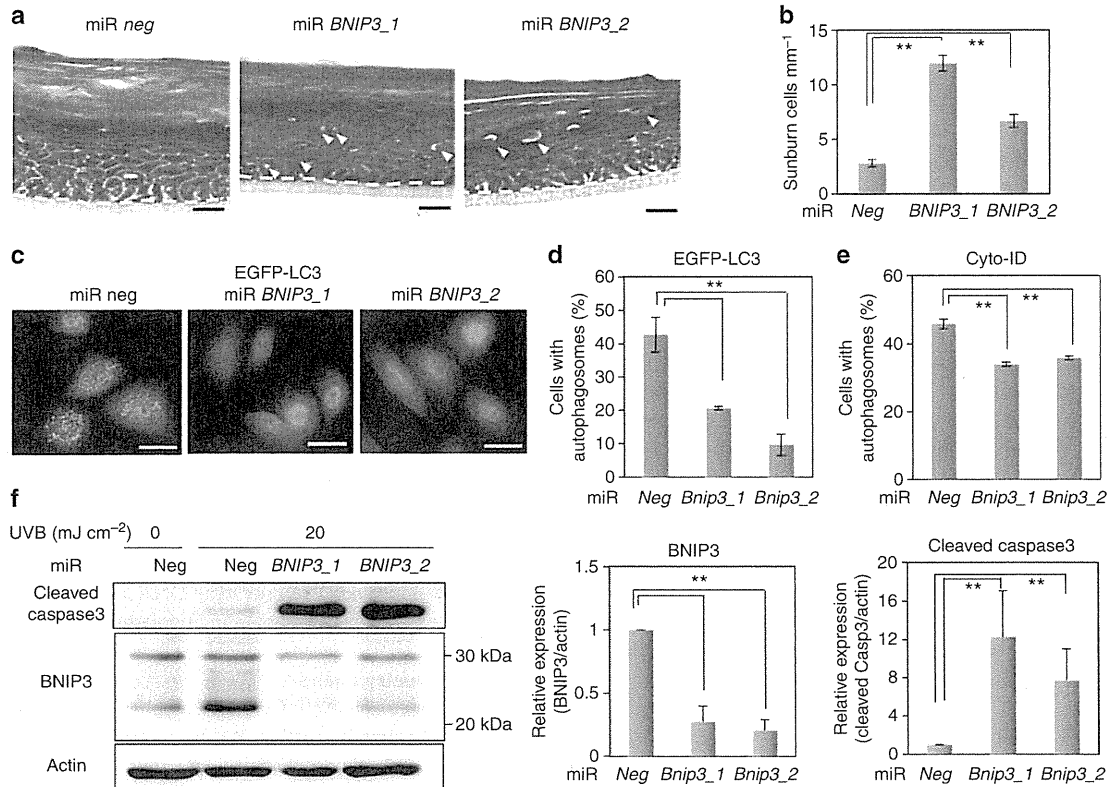 a
miR neg
miR BNIP3_1
miR BNIP3_2
b
Sunburn cells mm⁻¹
15
10
5
0
**
**
miR Neg BNIP3_1 BNIP3_2
c
EGFP-LC3
miR neg
miR BNIP3_1
miR BNIP3_2
d
EGFP-LC3
Cells with autophagosomes (%)
60
50
40
30
20
10
0
**
miR Neg Bnip3_1 Bnip3_2
e
Cyto-ID
Cells with autophagosomes (%)
60
40
20
0
**
**
miR Neg Bnip3_1 Bnip3_2
f
UVB (mJ cm⁻²) 0 20
miR Neg Neg BNIP3_1 BNIP3_2
Cleaved
caspase3
BNIP3
30 kDa
20 kDa
Actin
BNIP3
Relative expression
(BNIP3/actin)
1.5
1
0.5
0
**
miR Neg Bnip3_1 Bnip3_2
Cleaved caspase3
Relative expression
(cleaved Casp3/actin)
20
16
12
8
4
0
**
**
miR Neg Bnip3_1 Bnip3_2